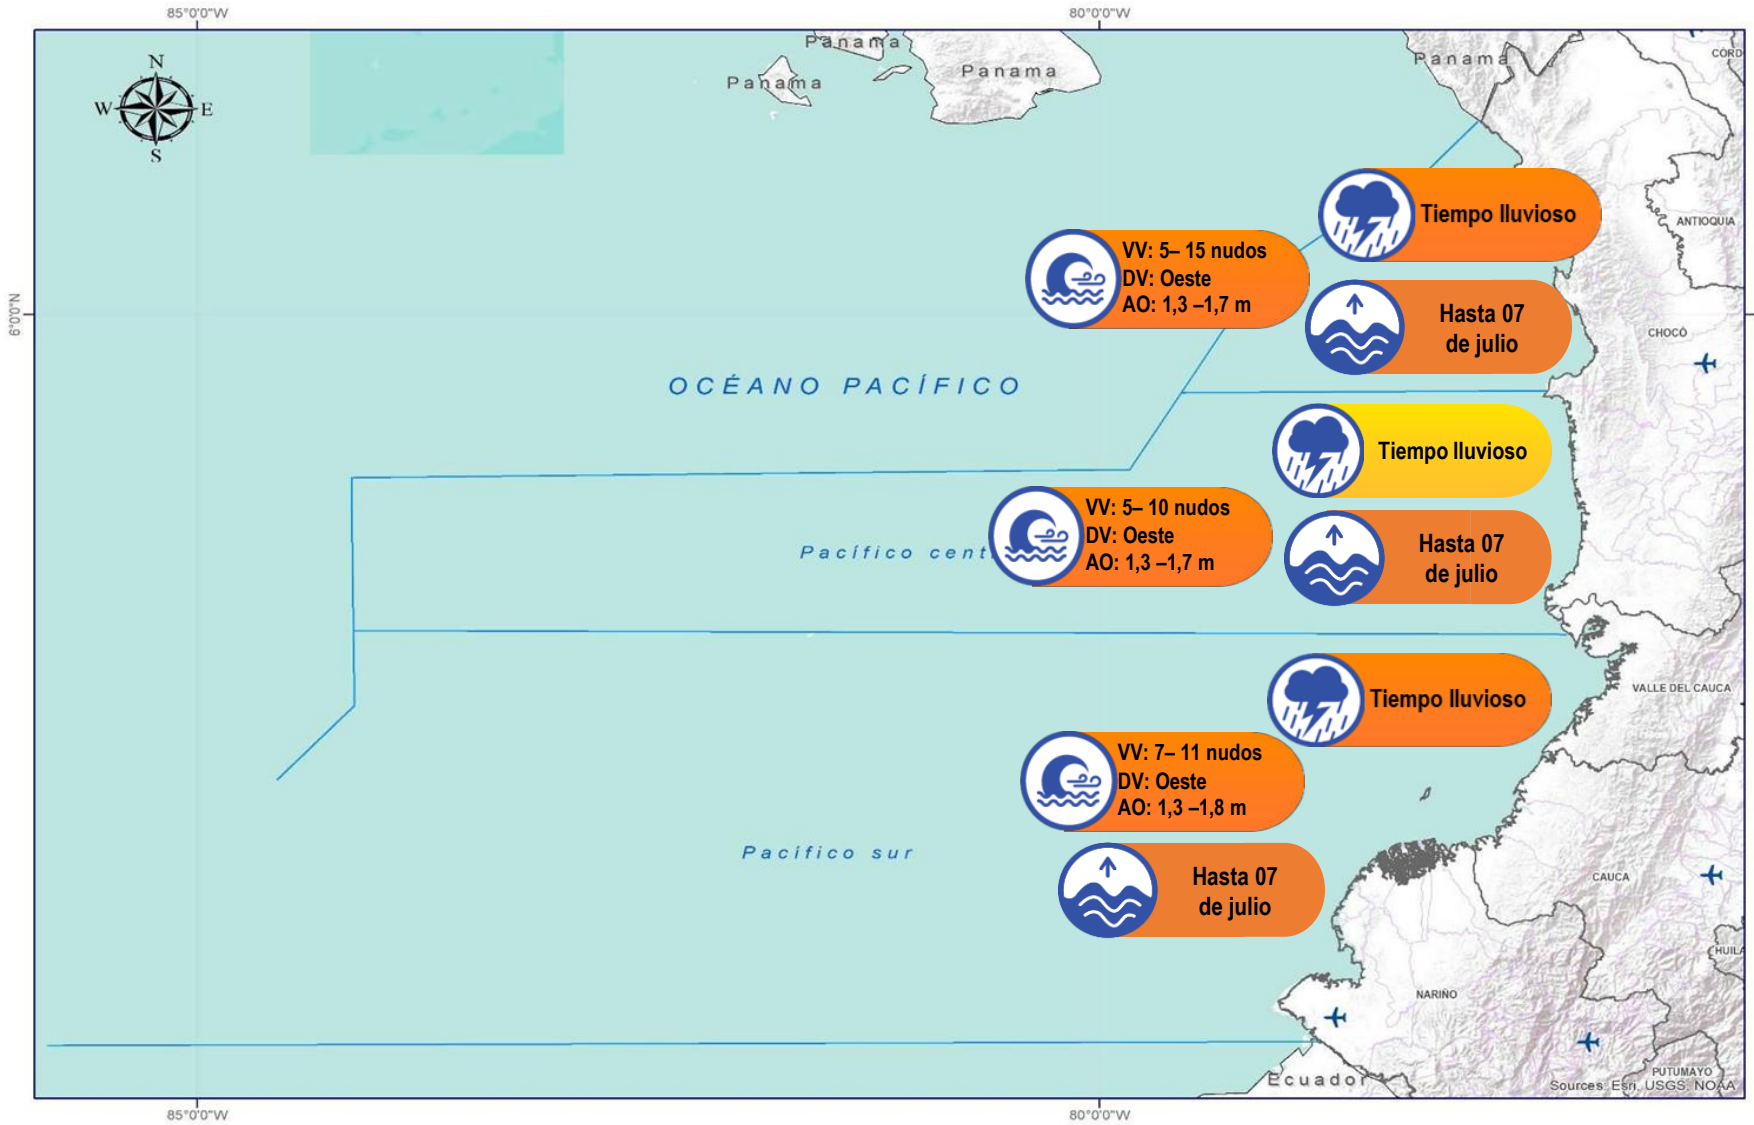 85°0'0"W
80°0'0"W
N
W
E
S
Panama
Panama
Panama
Panama
CÓRD
ANTIOQUIA
Tiempo lluvioso
VV: 5– 15 nudos
DV: Oeste
AO: 1,3 –1,7 m
6°0'0"N
Hasta 07
de julio
CHOCÓ
OCÉANO PACÍFICO
Tiempo lluvioso
VV: 5– 10 nudos
DV: Oeste
AO: 1,3 –1,7 m
Pacífico cent
Hasta 07
de julio
Tiempo lluvioso
VALLE DEL CAUCA
VV: 7– 11 nudos
DV: Oeste
AO: 1,3 –1,8 m
Pacífico sur
Hasta 07
de julio
CAUCA
HUILA
NARIÑO
Ecuador
PUTUMAYO
Sources: Esri, USGS, NOAA
85°0'0"W
80°0'0"W